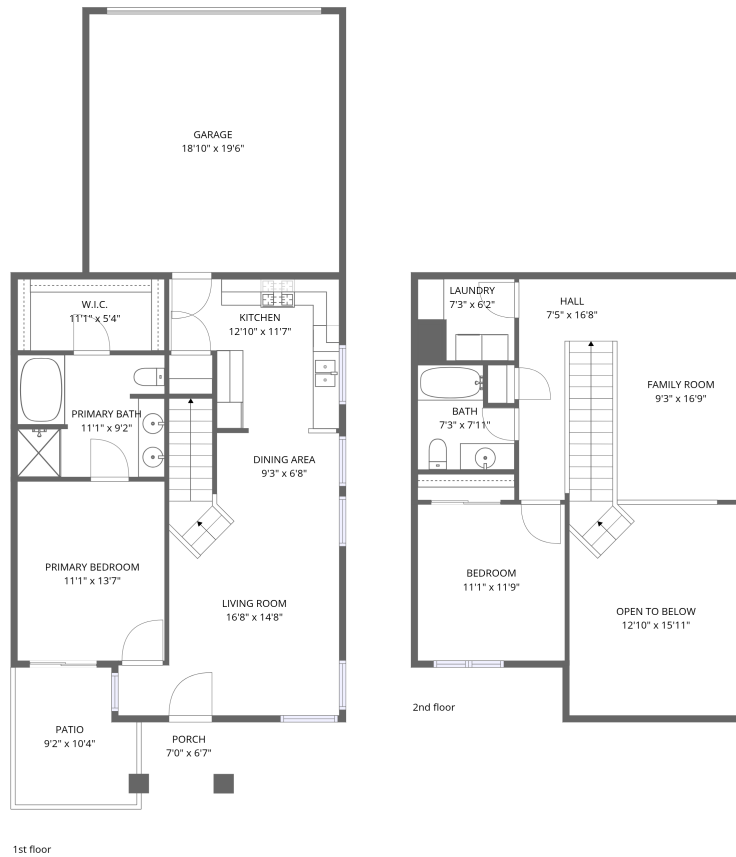 GARAGE
18'10" x 19'6"
W.I.C.
11'1" x 5'4"
KITCHEN
12'10" x 11'7"
PRIMARY BATH
11'1" x 9'2"
DINING AREA
9'3" x 6'8"
PRIMARY BEDROOM
11'1" x 13'7"
LIVING ROOM
16'8" x 14'8"
PATIO
9'2" x 10'4"
PORCH
7'0" x 6'7"
1st floor
LAUNDRY
7'3" x 6'2"
HALL
7'5" x 16'8"
FAMILY ROOM
9'3" x 16'9"
BATH
7'3" x 7'11"
BEDROOM
11'1" x 11'9"
OPEN TO BELOW
12'10" x 15'11"
2nd floor